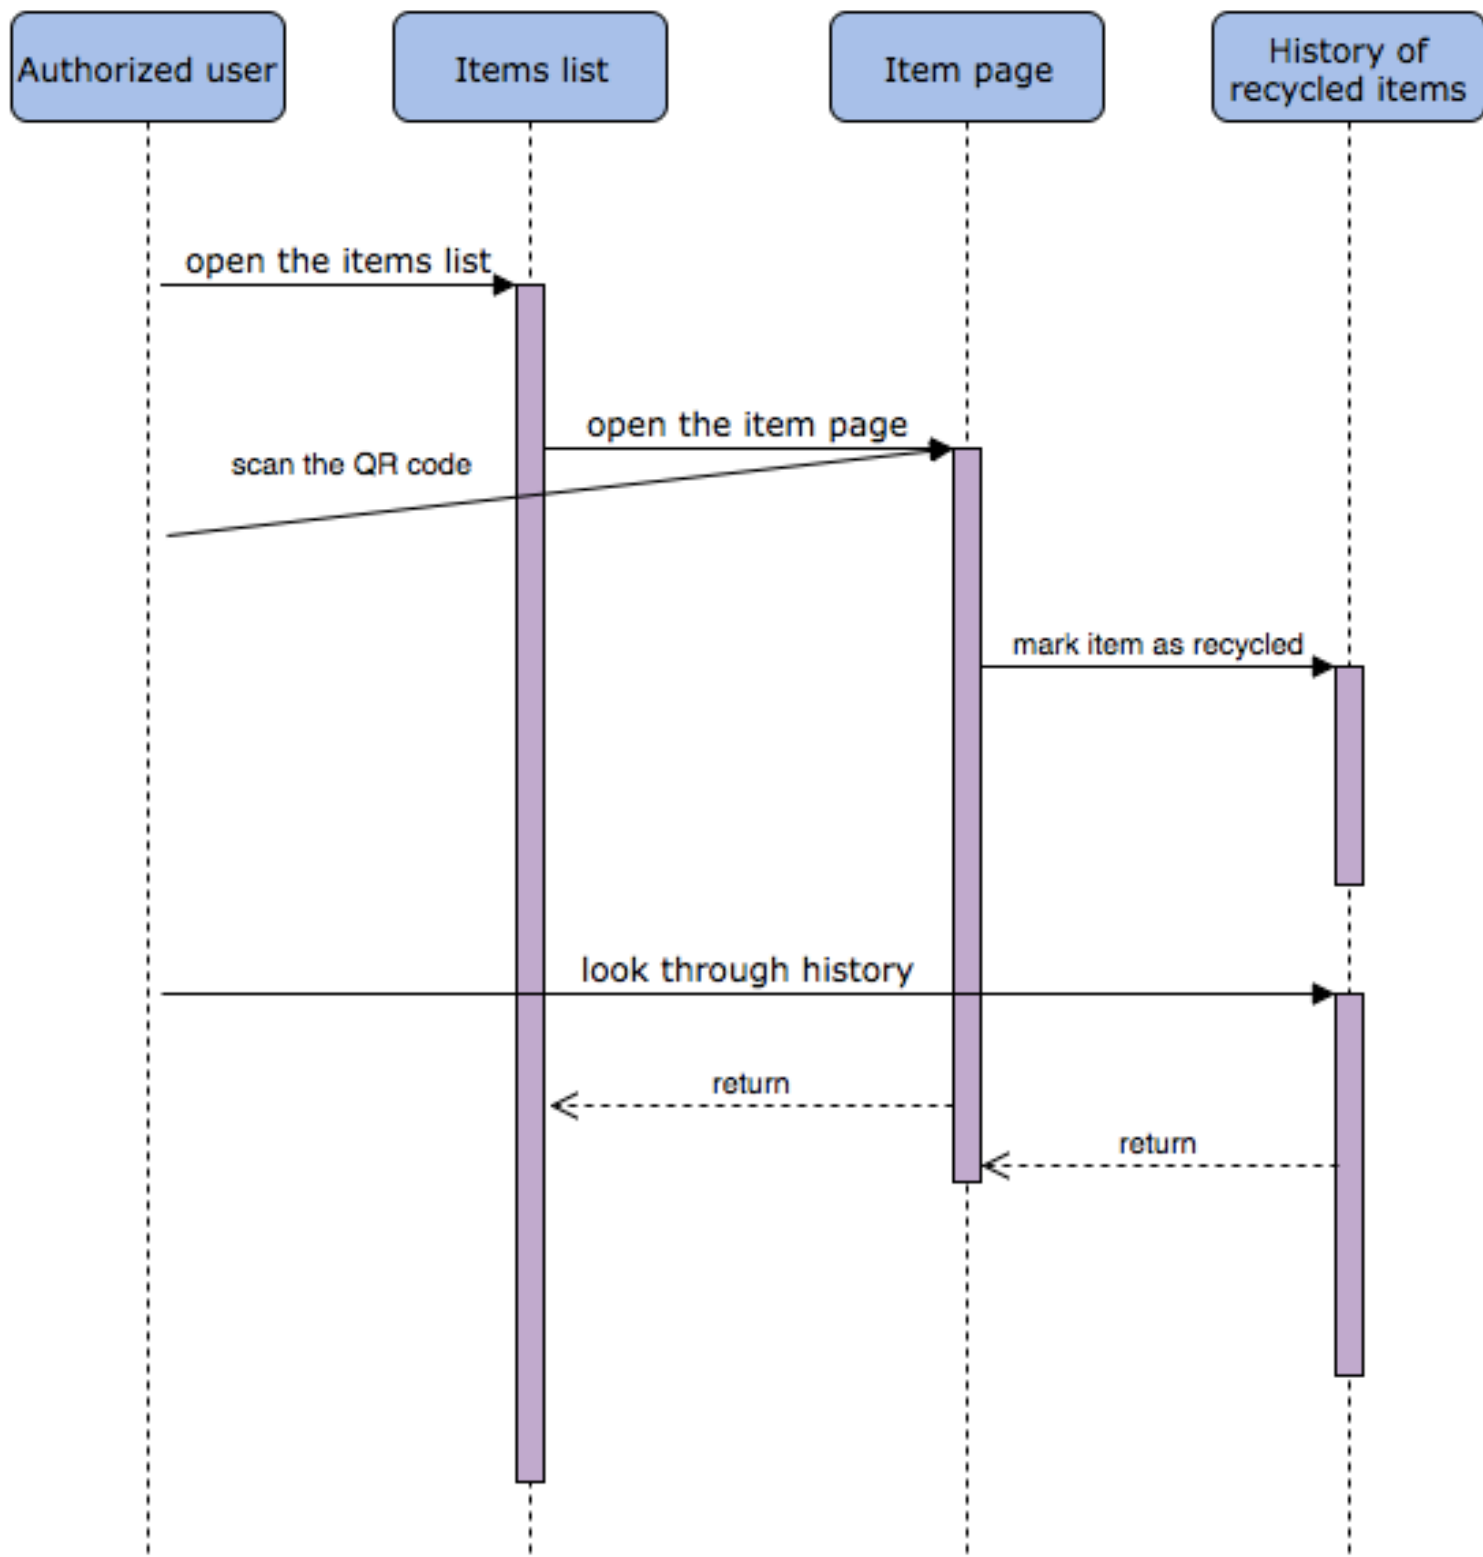 Authorized user
Items list
Item page
History of
recycled items
open the items list
open the item page
scan the QR code
mark item as recycled
look through history
return
return